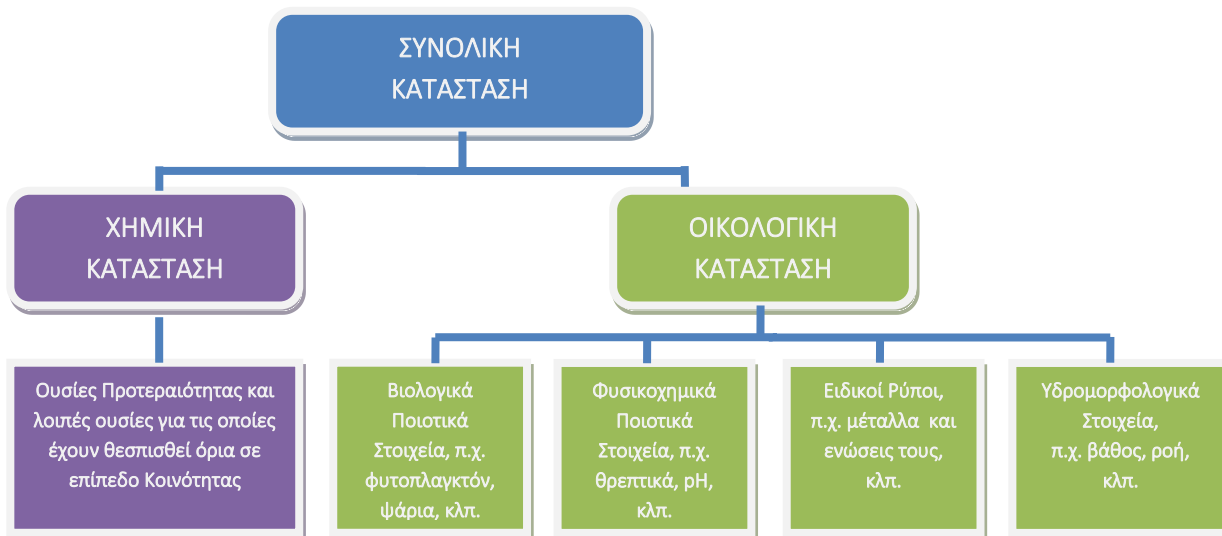 ΣΥΝΟΛΙΚΗ
ΚΑΤΑΣΤΑΣΗ
ΧΗΜΙΚΗ
ΚΑΤΑΣΤΑΣΗ
ΟΙΚΟΛΟΓΙΚΗ
ΚΑΤΑΣΤΑΣΗ
Ουσίες Προτεραιότητας και
λοιπές ουσίες για τις οποίες
έχουν θεσπισθεί όρια σε
επίπεδο Κοινότητας
Βιολογικά
Ποιοτικά
Στοιχεία, π.χ.
φυτοπλαγκτόν,
ψάρια, κλπ.
Φυσικοχημικά
Ποιοτικά
Στοιχεία, π.χ.
θρεπτικά, pH,
κλπ.
Ειδικοί Ρύποι,
π.χ. μέταλλα και
ενώσεις τους,
κλπ.
Υδρομορφολογικά
Στοιχεία,
π.χ. βάθος, ροή,
κλπ.